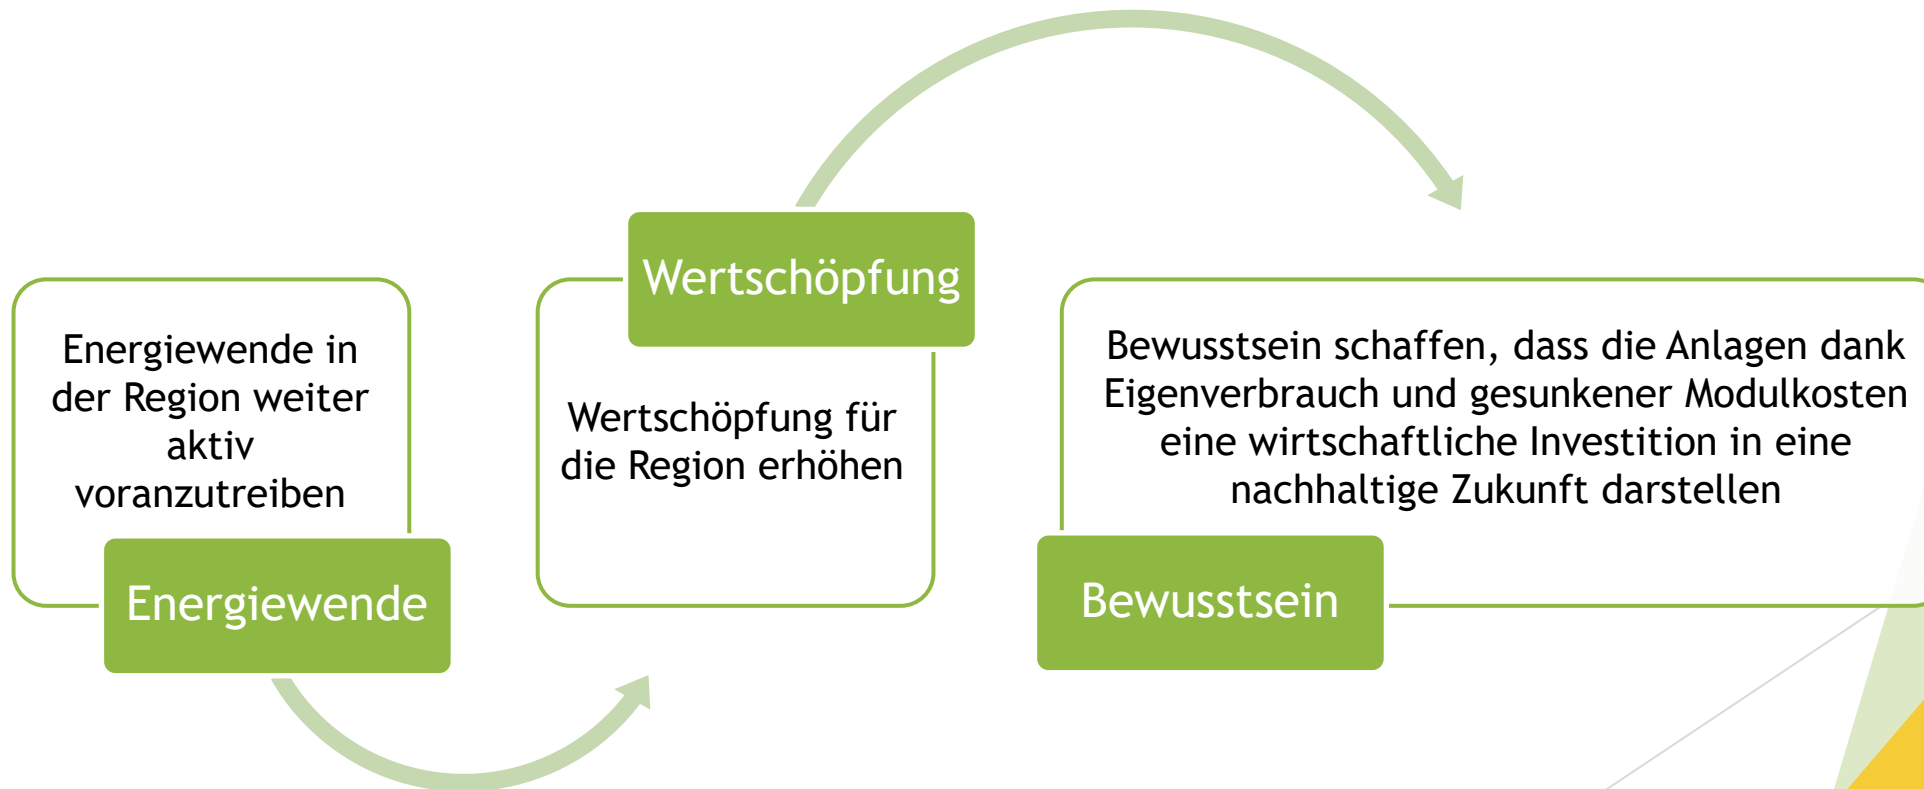 Energiewende in
der Region weiter
aktiv
voranzutreiben
Energiewende
Wertschöpfung
Wertschöpfung für
die Region erhöhen
Bewusstsein schaffen, dass die Anlagen dank
Eigenverbrauch und gesunkener Modulkosten
eine wirtschaftliche Investition in eine
nachhaltige Zukunft darstellen
Bewusstsein